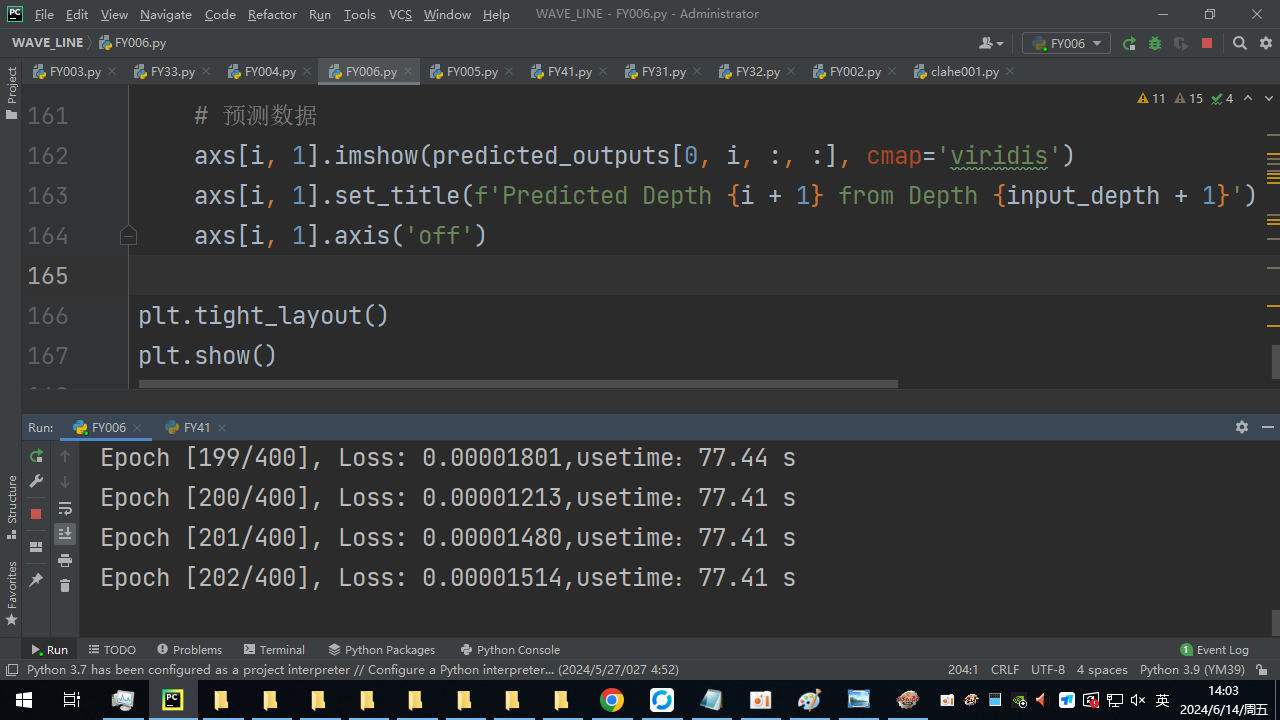 File Edit View Navigate Code Refactor Run Tools VCS Window Help WAVE_LINE - FY006.py - Administrator
WAVE_LINE FY006.py FY006
FY003.py FY33.py FY004.py FY006.py FY005.py FY41.py FY31.py FY32.py FY002.py clahe001.py
11 15 4
Project
161 # 预测数据
162 axs[i, 1].imshow(predicted_outputs[0, i, :, :], cmap='viridis')
163 axs[i, 1].set_title(f'Predicted Depth {i + 1} from Depth {input_depth + 1}')
164 axs[i, 1].axis('off')
165
166 plt.tight_layout()
167 plt.show()
Run: FY006 FY41
Epoch [199/400], Loss: 0.00001801,usetime：77.44 s
Epoch [200/400], Loss: 0.00001213,usetime：77.41 s
Epoch [201/400], Loss: 0.00001480,usetime：77.41 s
Epoch [202/400], Loss: 0.00001514,usetime：77.41 s
Structure
Favorites
Run TODO Problems Terminal Python Packages Python Console 1 Event Log
Python 3.7 has been configured as a project interpreter // Configure a Python interpreter... (2024/5/27/027 4:52) 204:1 CRLF UTF-8 4 spaces Python 3.9 (YM39)
PC
英
14:03
2024/6/14/周五